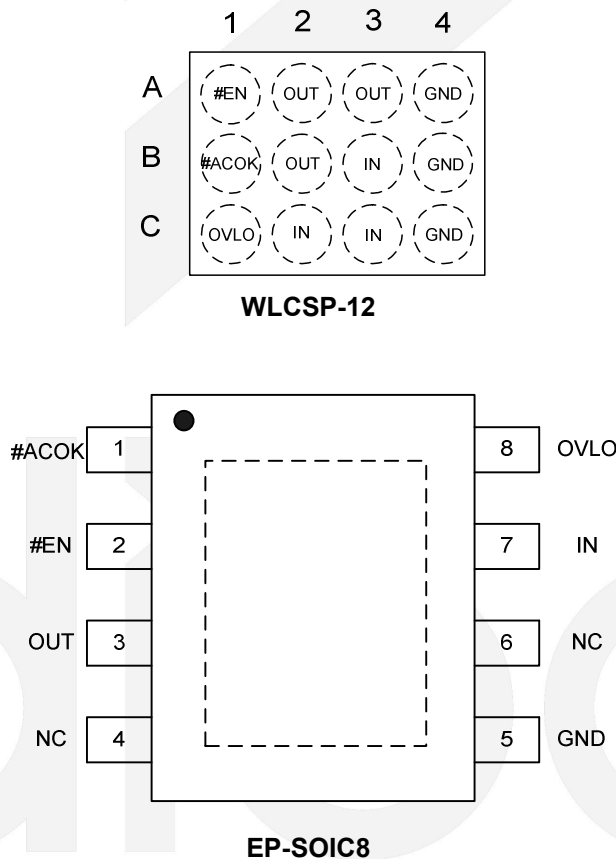 1 2 3 4
A #EN OUT OUT GND
B #ACOK OUT IN GND
C OVLO IN IN GND
WLCSP-12
#ACOK 1 8 OVLO
#EN 2 7 IN
OUT 3 6 NC
NC 4 5 GND
EP-SOIC8